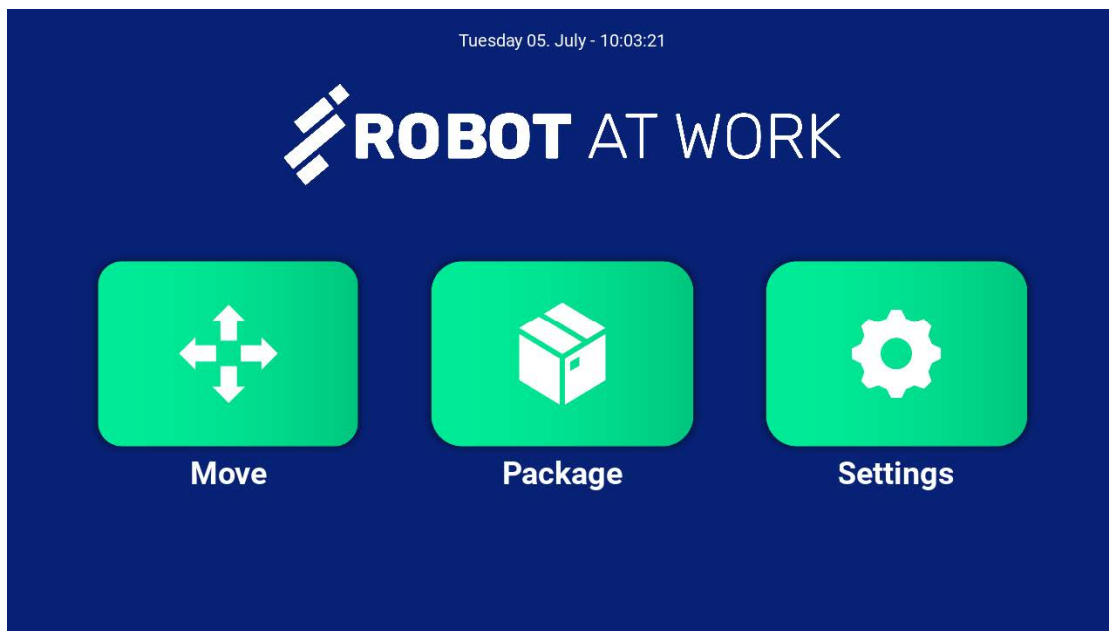 Tuesday 05. July - 10:03:21
ROBOT AT WORK
Move
Package
Settings